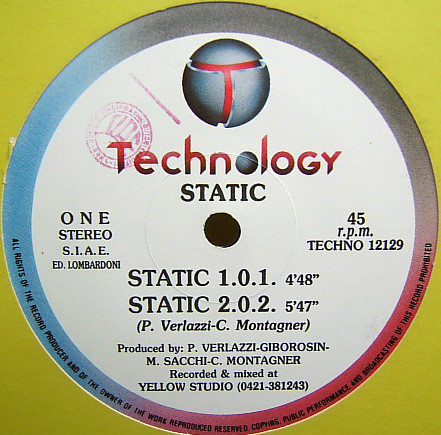 Technology
STATIC
ONE
STEREO
S.I.A.E.
ED. LOMBARDONI
45
r.p.m.
TECHNO 12129
STATIC 1.0.1. 4'48"
STATIC 2.0.2. 5'47"
(P. Verlazzi-C. Montagner)
Produced by: P. VERLAZZI-GIBOROSIN-
M. SACCHI-C. MONTAGNER
Recorded & mixed at
YELLOW STUDIO (0421-381243)
ALL RIGHTS OF THE RECORD PRODUCER AND OF THE OWNER OF THE WORK REPRODUCED RESERVED COPYING, PUBLIC PERFORMANCE AND BROADCASTING OF THIS RECORD PROHIBITED